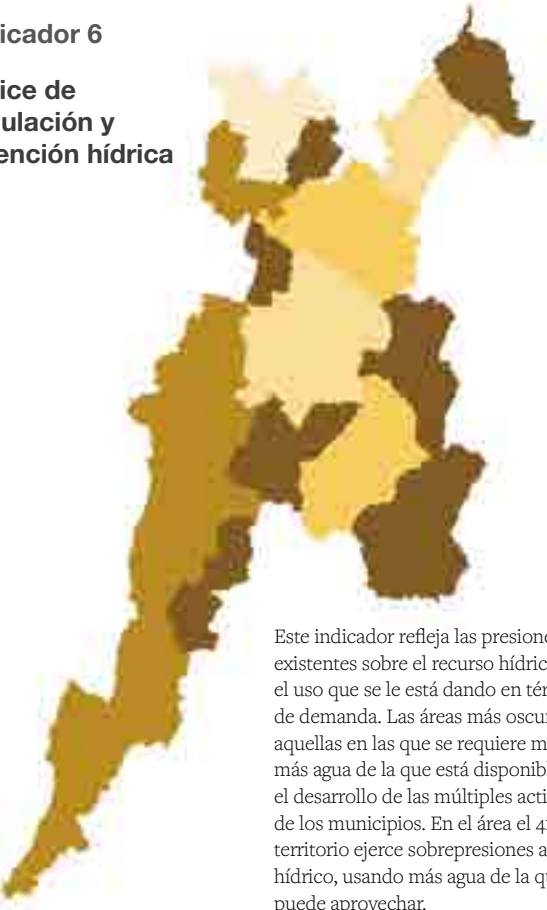 icador 6
ice de
ulación y
ención hídrica
Este indicador refleja las presione
existentes sobre el recurso hídric
el uso que se le está dando en tér
de demanda. Las áreas más oscur
aquellas en las que se requiere m
más agua de la que está disponibl
el desarrollo de las múltiples acti
de los municipios. En el área el 4
territorio ejerce sobrepresiones a
hídrico, usando más agua de la qu
puede aprovechar.